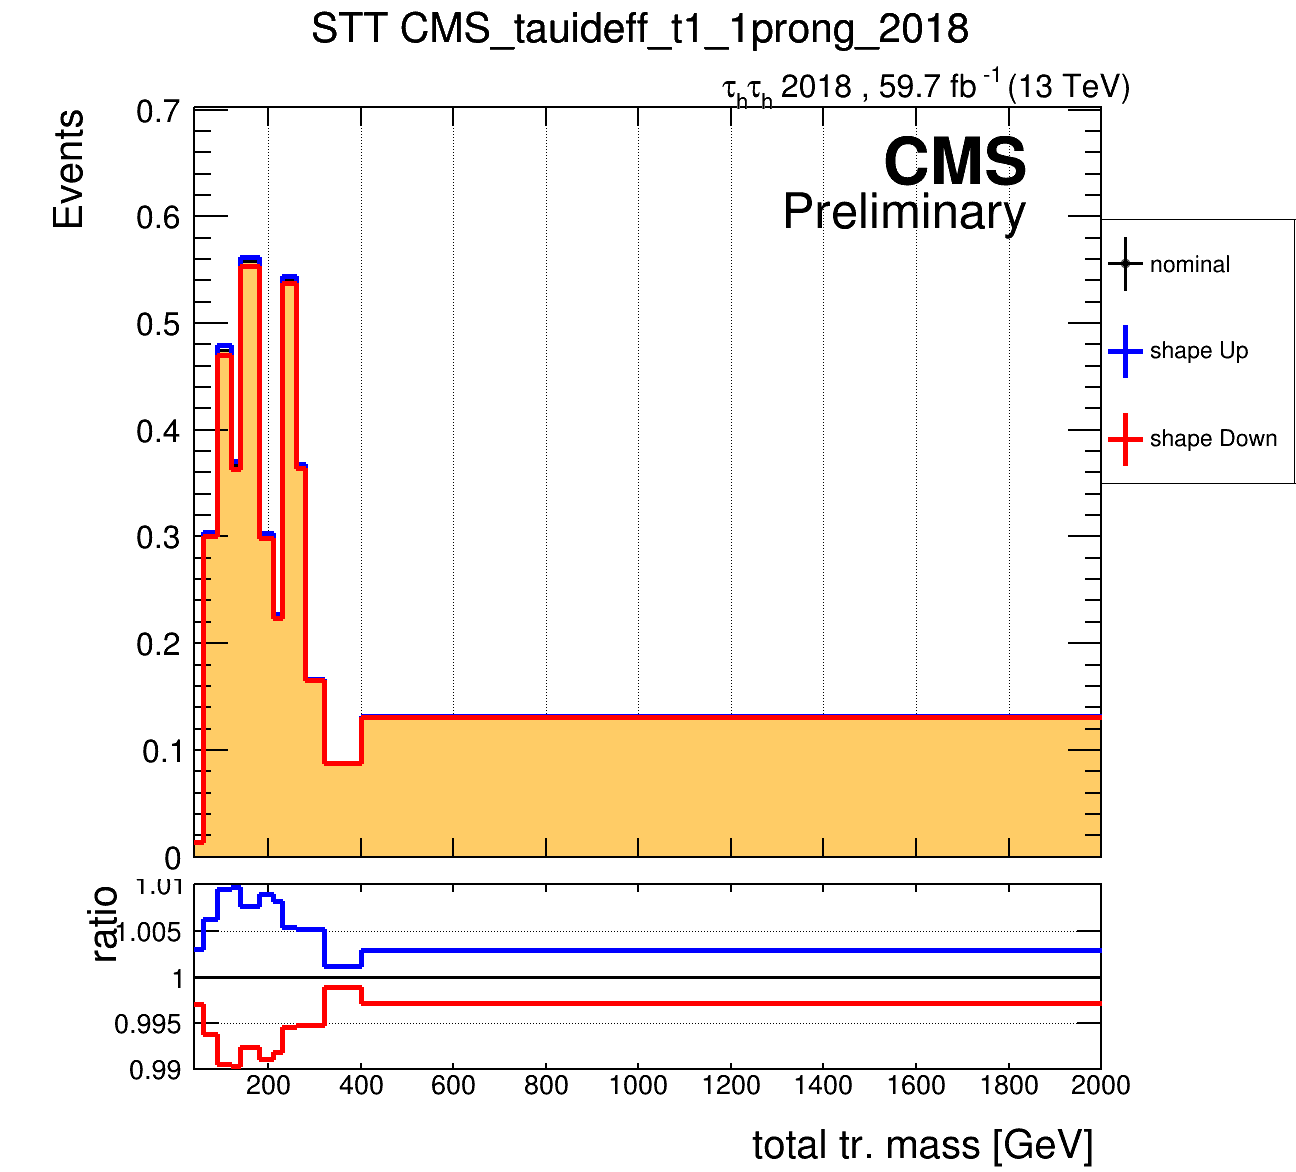 STT CMS_tauideff_t1_1prong_2018
τhτh 2018 , 59.7 fb -1 (13 TeV)
CMS
Preliminary
Events
0.7
0.6
0.5
0.4
0.3
0.2
0.1
0
nominal
shape Up
shape Down
ratio
1.01
1.005
1
0.995
0.99
200 400 600 800 1000 1200 1400 1600 1800 2000
total tr. mass [GeV]